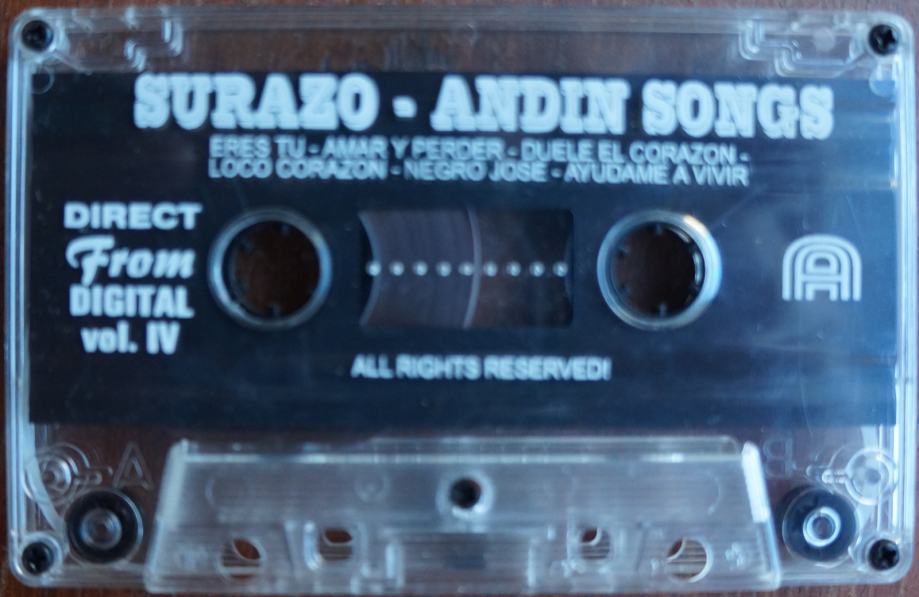 SURAZO - ANDIN SONGS
ERES TU - AMAR Y PERDER - DUELE EL CORAZON -
LOCO CORAZON - NEGRO JOSE - AYUDAME A VIVIR
DIRECT
From
DIGITAL
vol. IV
A
ALL RIGHTS RESERVED!
A
B